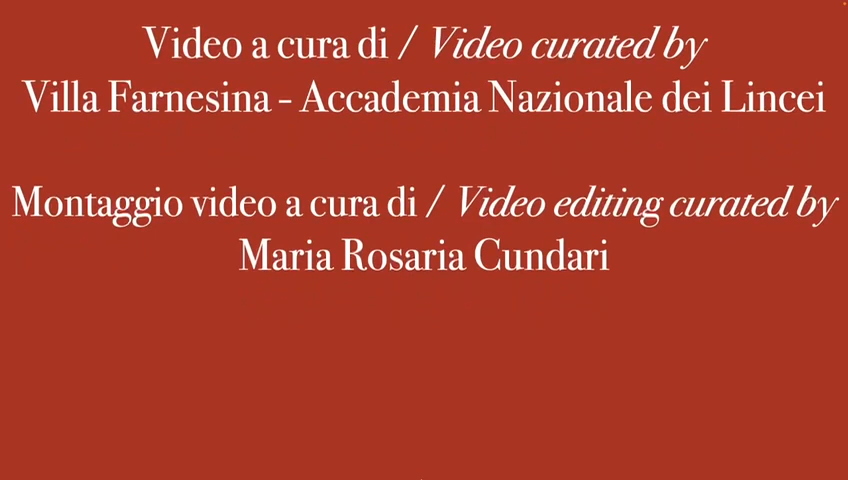 Video a cura di / Video curated by
Villa Farnesina - Accademia Nazionale dei Lincei
Montaggio video a cura di / Video editing curated by
Maria Rosaria Cundari